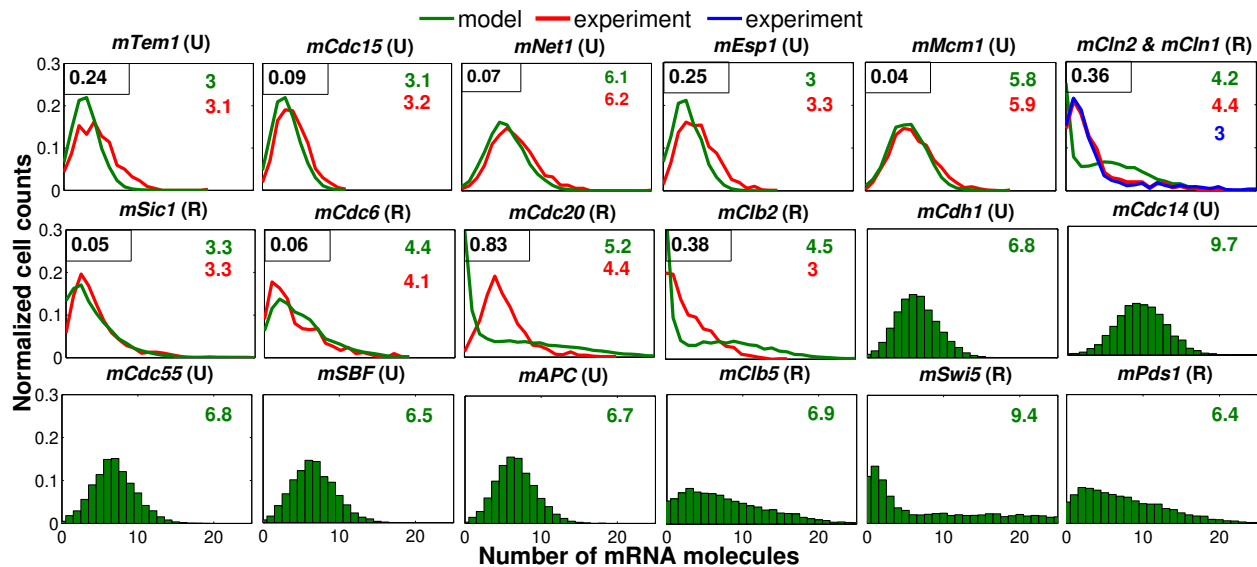 model experiment experiment
mTem1 (U) mCdc15 (U) mNet1 (U) mEsp1 (U) mMcm1 (U) mCln2 & mCln1 (R)
0.3 0.24 3 0.09 3.1 0.07 6.1 0.25 3 0.04 5.8 0.36 4.2
3.1 3.2 6.2 3.3 5.9 4.4
0.2 3
0.1
0
mSic1 (R) mCdc6 (R) mCdc20 (R) mClb2 (R) mCdh1 (U) mCdc14 (U)
0.3 0.05 3.3 0.06 4.4 0.83 5.2 0.38 4.5 6.8 9.7
3.3 4.1 4.4 3
0.2
0.1
0
mCdc55 (U) mSBF (U) mAPC (U) mClb5 (R) mSwi5 (R) mPds1 (R)
0.3 6.8 6.5 6.7 6.9 9.4 6.4
0.2
0.1
0
0 10 20 0 10 20 0 10 20 0 10 20 0 10 20 0 10 20
Number of mRNA molecules
Normalized cell counts